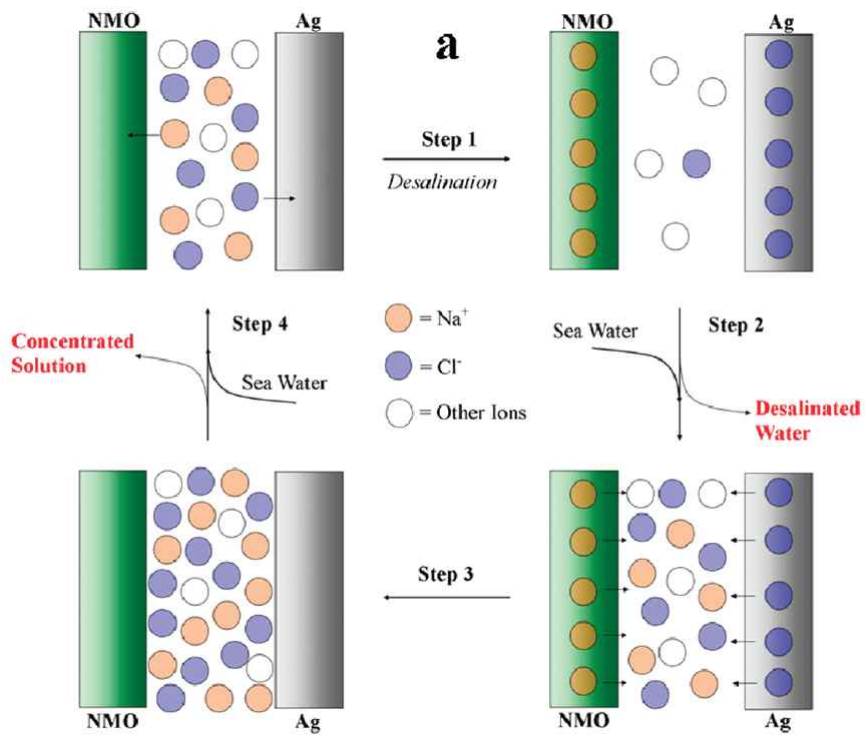 NMO
Ag
a
NMO
Ag
Step 1
Desalination
Concentrated
Solution
Step 4
Sea Water
= Na⁺
= Cl⁻
= Other Ions
Sea Water
Step 2
Desalinated
Water
Step 3
NMO
Ag
NMO
Ag